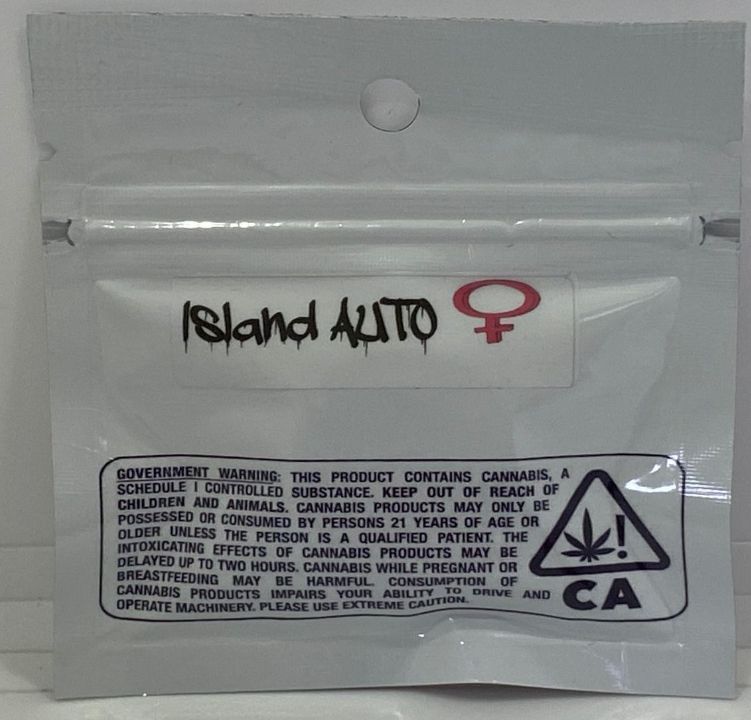 Island AUTO ♀
GOVERNMENT WARNING: THIS PRODUCT CONTAINS CANNABIS, A
SCHEDULE I CONTROLLED SUBSTANCE. KEEP OUT OF REACH OF
CHILDREN AND ANIMALS. CANNABIS PRODUCTS MAY ONLY BE
POSSESSED OR CONSUMED BY PERSONS 21 YEARS OF AGE OR
OLDER UNLESS THE PERSON IS A QUALIFIED PATIENT. THE
INTOXICATING EFFECTS OF CANNABIS PRODUCTS MAY BE
DELAYED UP TO TWO HOURS. CANNABIS WHILE PREGNANT OR
BREASTFEEDING MAY BE HARMFUL. CONSUMPTION OF
CANNABIS PRODUCTS IMPAIRS YOUR ABILITY TO DRIVE AND
OPERATE MACHINERY. PLEASE USE EXTREME CAUTION.
!
CA